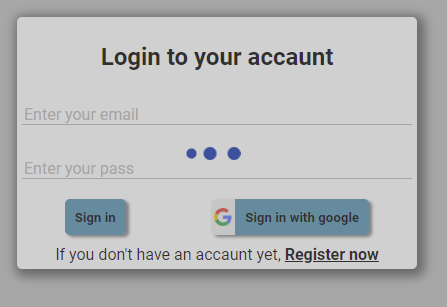 Login to your accaunt
Enter your email
Enter your pass
Sign in
Sign in with google
If you don't have an accaunt yet, Register now